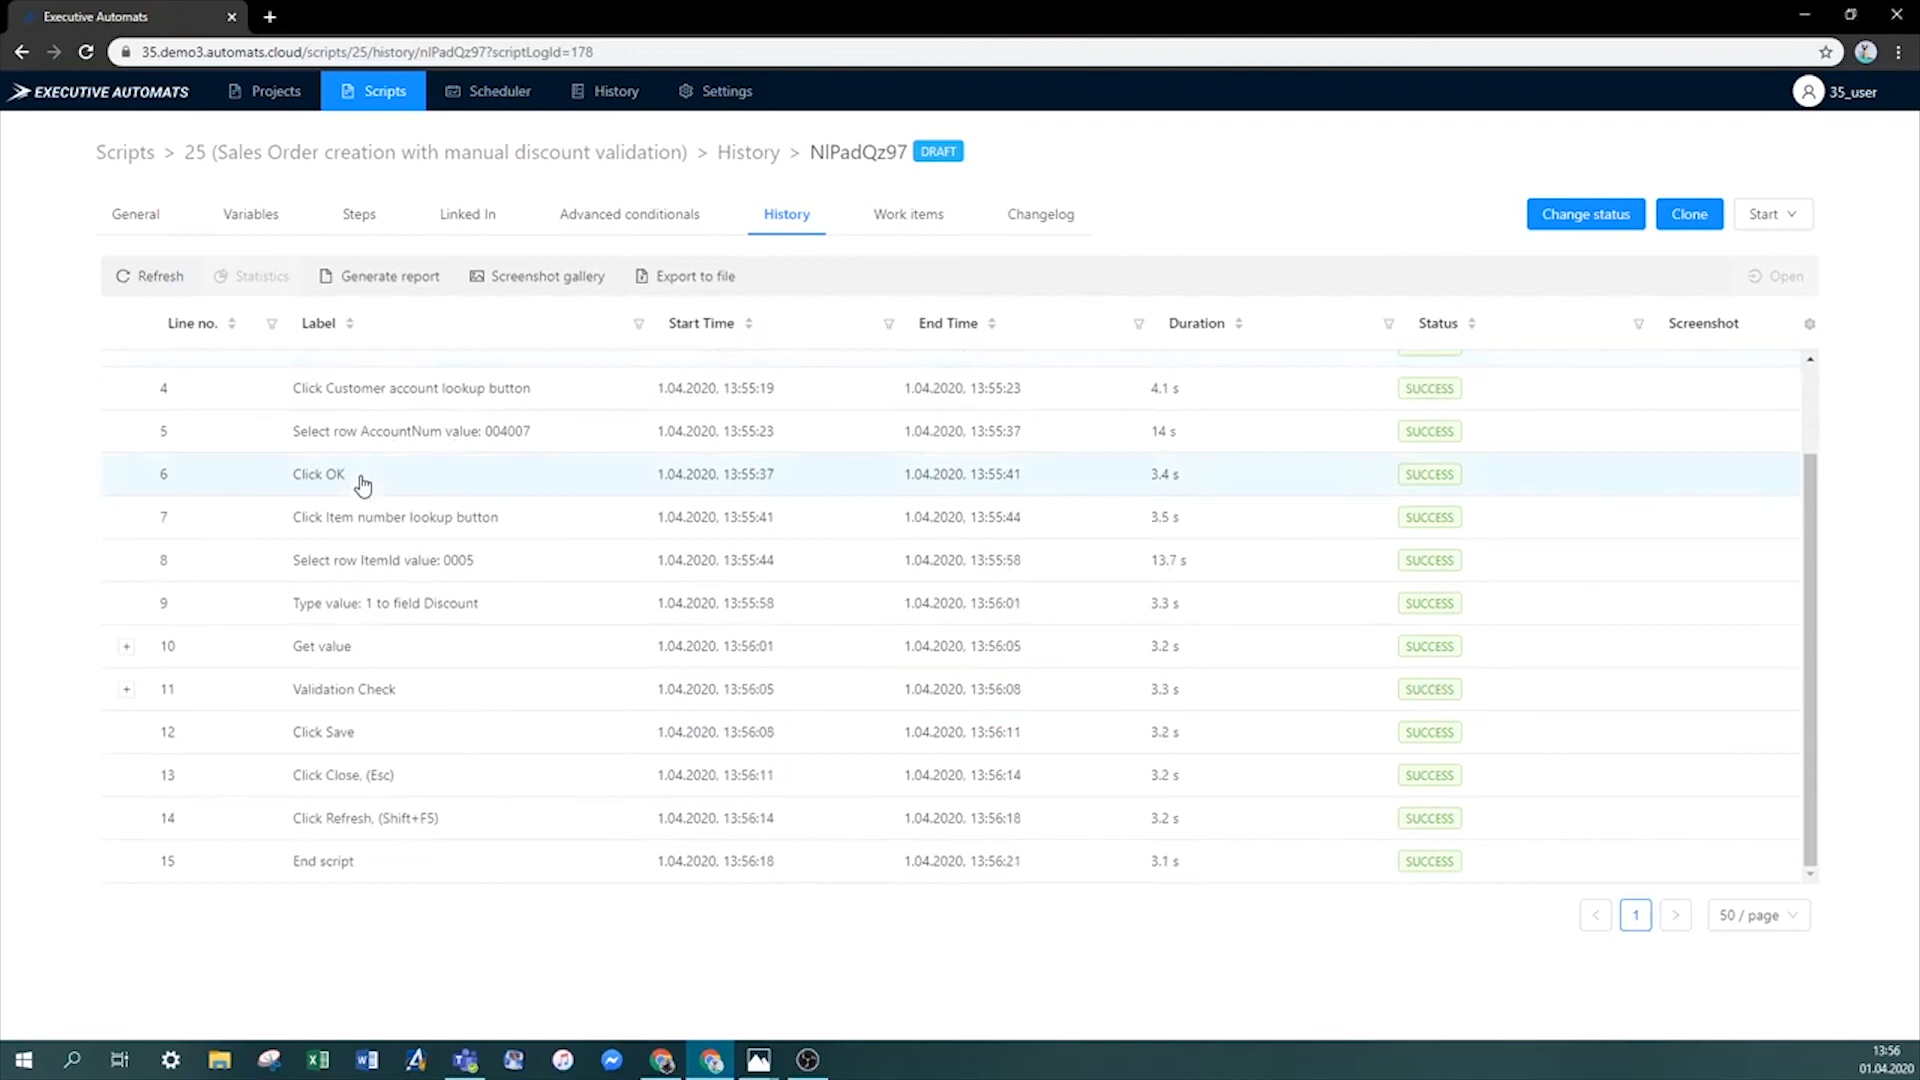 Executive Automats
35.demo3.automats.cloud/scripts/25/history/nlPadQz97?scriptLogId=178
EXECUTIVE AUTOMATS Projects Scripts Scheduler History Settings 35_user
Scripts > 25 (Sales Order creation with manual discount validation) > History > NlPadQz97 DRAFT
General Variables Steps Linked In Advanced conditionals History Work items Changelog Change status Clone Start
Refresh Statistics Generate report Screenshot gallery Export to file Open
Line no. Label Start Time End Time Duration Status Screenshot
4 Click Customer account lookup button 1.04.2020, 13:55:19 1.04.2020, 13:55:23 4.1 s SUCCESS
5 Select row AccountNum value: 004007 1.04.2020, 13:55:23 1.04.2020, 13:55:37 14 s SUCCESS
6 Click OK 1.04.2020, 13:55:37 1.04.2020, 13:55:41 3.4 s SUCCESS
7 Click Item number lookup button 1.04.2020, 13:55:41 1.04.2020, 13:55:44 3.5 s SUCCESS
8 Select row ItemId value: 0005 1.04.2020, 13:55:44 1.04.2020, 13:55:58 13.7 s SUCCESS
9 Type value: 1 to field Discount 1.04.2020, 13:55:58 1.04.2020, 13:56:01 3.3 s SUCCESS
+ 10 Get value 1.04.2020, 13:56:01 1.04.2020, 13:56:05 3.2 s SUCCESS
+ 11 Validation Check 1.04.2020, 13:56:05 1.04.2020, 13:56:08 3.3 s SUCCESS
12 Click Save 1.04.2020, 13:56:08 1.04.2020, 13:56:11 3.2 s SUCCESS
13 Click Close, (Esc) 1.04.2020, 13:56:11 1.04.2020, 13:56:14 3.2 s SUCCESS
14 Click Refresh, (Shift+F5) 1.04.2020, 13:56:14 1.04.2020, 13:56:18 3.2 s SUCCESS
15 End script 1.04.2020, 13:56:18 1.04.2020, 13:56:21 3.1 s SUCCESS
< 1 > 50 / page
13:56
01.04.2020